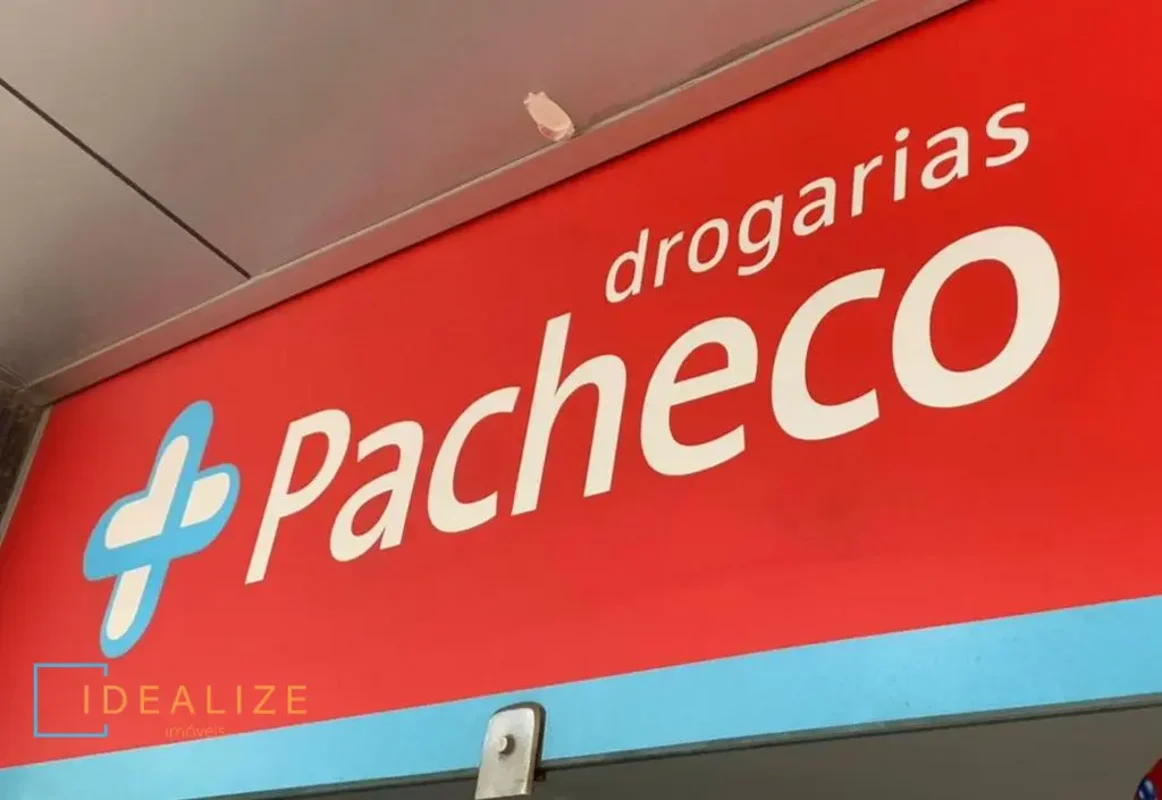 drogarias
Pacheco
IDEALIZE
imóveis